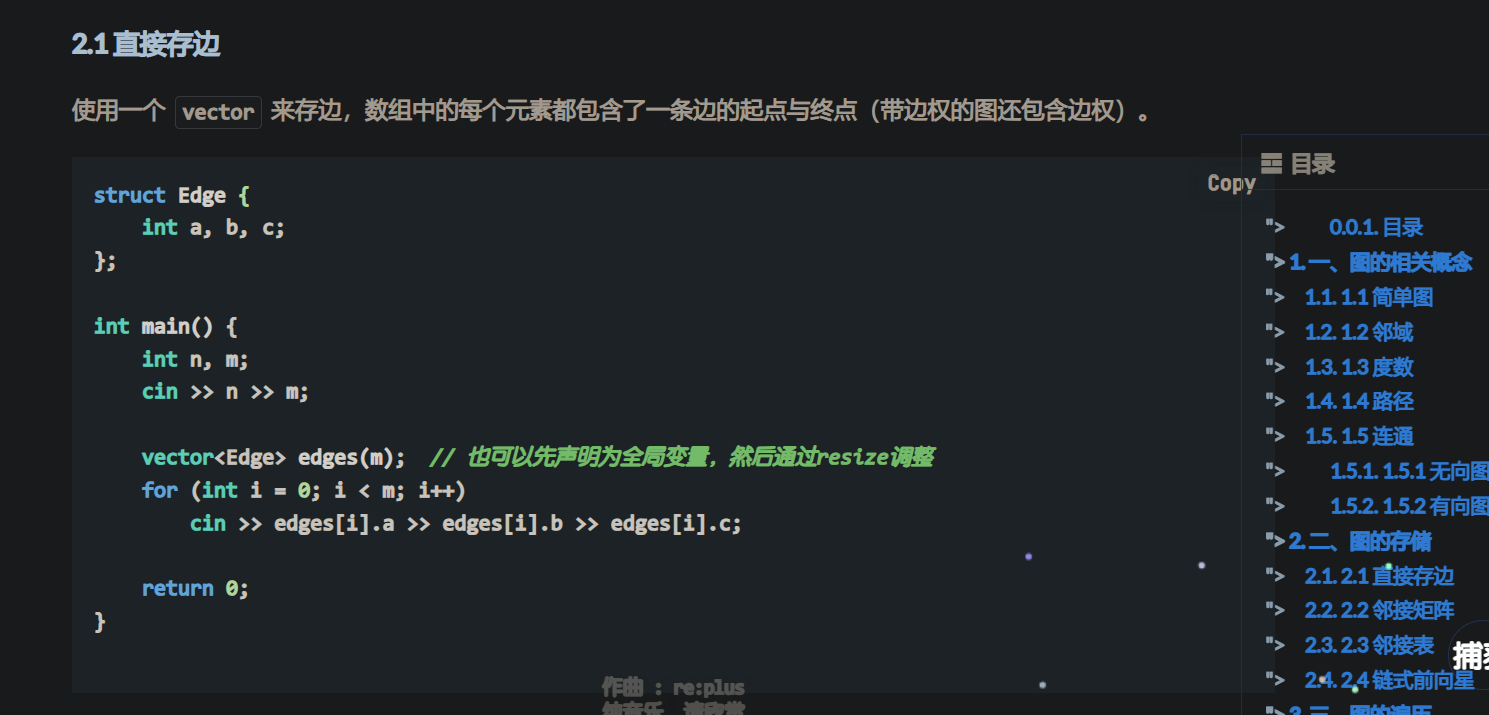 2.1 直接存边
使用一个 vector 来存边，数组中的每个元素都包含了一条边的起点与终点（带边权的图还包含边权）。
Copy
struct Edge {
    int a, b, c;
};

int main() {
    int n, m;
    cin >> n >> m;

    vector<Edge> edges(m);  // 也可以先声明为全局变量，然后通过resize调整
    for (int i = 0; i < m; i++)
        cin >> edges[i].a >> edges[i].b >> edges[i].c;

    return 0;
}
作曲 : re:plus
纯音乐，请欣赏
目录
"> 0.0.1. 目录
"> 1. 一、图的相关概念
"> 1.1. 1.1 简单图
"> 1.2. 1.2 邻域
"> 1.3. 1.3 度数
"> 1.4. 1.4 路径
"> 1.5. 1.5 连通
"> 1.5.1. 1.5.1 无向图
"> 1.5.2. 1.5.2 有向图
"> 2. 二、图的存储
"> 2.1. 2.1 直接存边
"> 2.2. 2.2 邻接矩阵
"> 2.3. 2.3 邻接表
"> 2.4. 2.4 链式前向星
"> 3. 三、图的遍历
捕